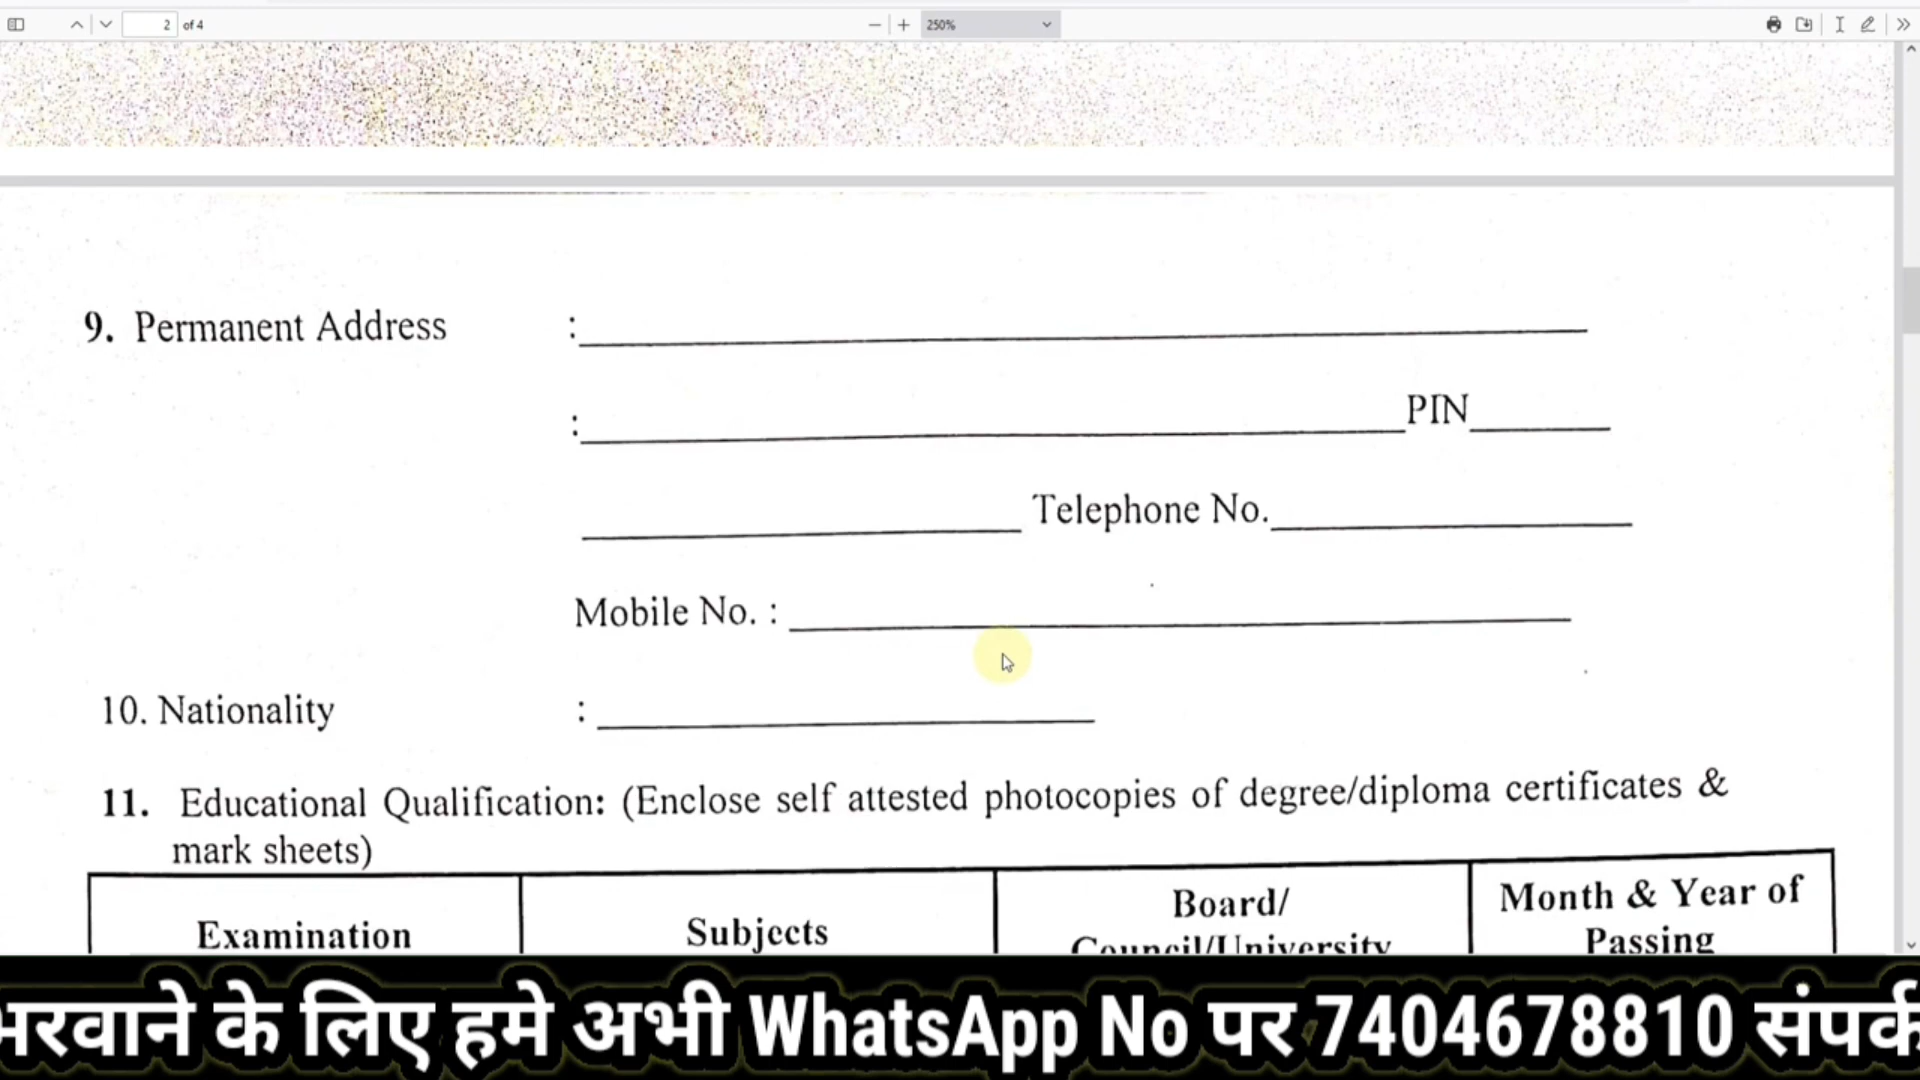 2 of 4
250%
9. Permanent Address :
: PIN
Telephone No.
Mobile No. :
10. Nationality :
11. Educational Qualification: (Enclose self attested photocopies of degree/diploma certificates &
mark sheets)
Examination Subjects Board/ Council/University Month & Year of Passing
भरवाने के लिए हमे अभी WhatsApp No पर 7404678810 संपर्क